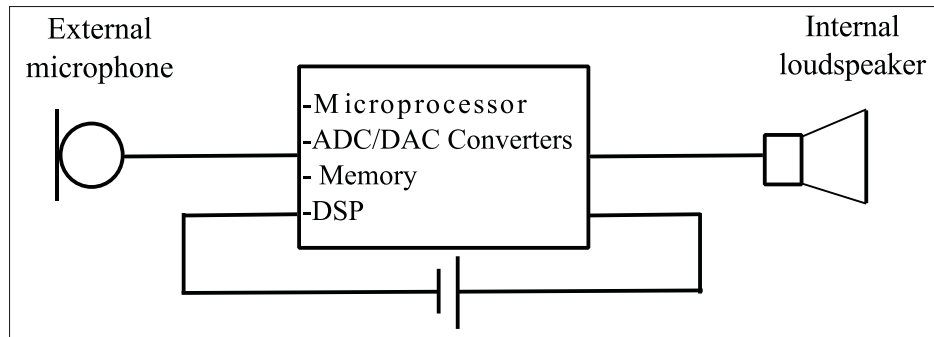 External
microphone
Internal
loudspeaker
-Microprocessor
-ADC/DAC Converters
- Memory
-DSP